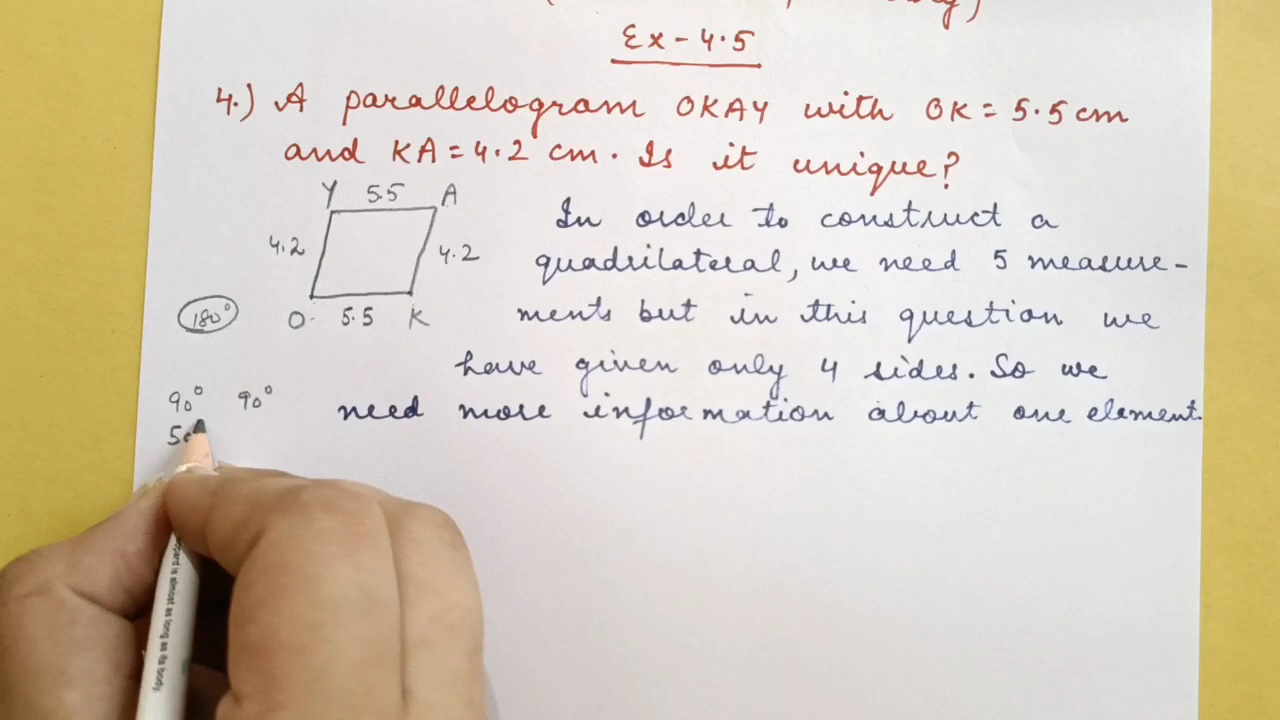 Ex-4.5
4.) A parallelogram OKAY with OK = 5.5 cm
and KA = 4.2 cm. Is it unique?
Y 5.5 A
In order to construct a
4.2 4.2
quadrilateral, we need 5 measure-
180° O 5.5 K
ments but in this question we
have given only 4 sides. So we
90° 90°
need more information about one element.